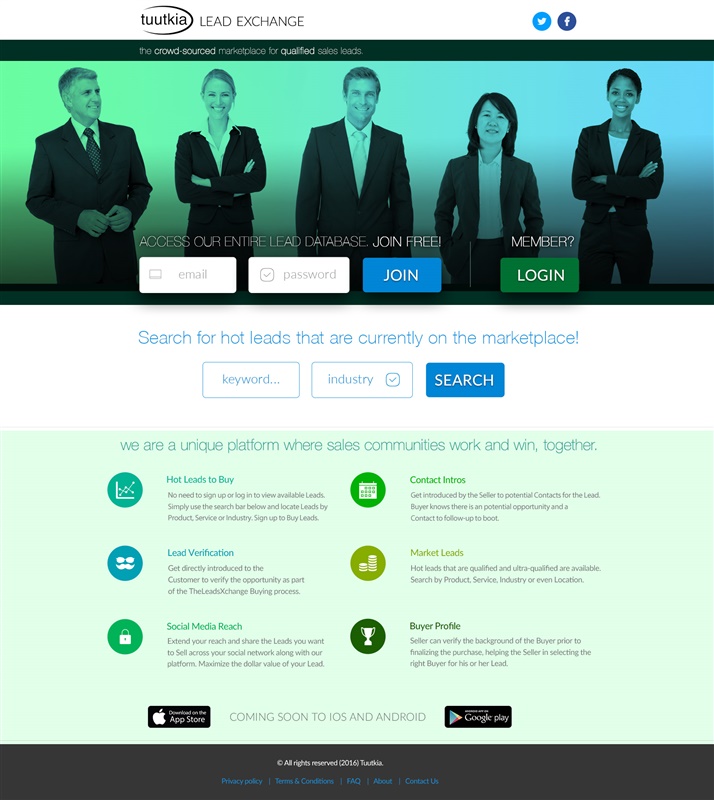 tuutkia LEAD EXCHANGE
the crowd-sourced marketplace for qualified sales leads.
ACCESS OUR ENTIRE LEAD DATABASE. JOIN FREE!
MEMBER?
email
password
JOIN
LOGIN
Search for hot leads that are currently on the marketplace!
keyword...
industry
SEARCH
we are a unique platform where sales communities work and win, together.
Hot Leads to Buy
No need to sign up or log in to view available Leads.
Simply use the search bar below and locate Leads by
Product, Service or Industry. Sign up to Buy Leads.
Contact Intros
Get introduced by the Seller to potential Contacts for the Lead.
Buyer knows there is an potential opportunity and a
Contact to follow-up to boot.
Lead Verification
Get directly introduced to the
Customer to verify the opportunity as part
of the TheLeadsXchange Buying process.
Market Leads
Hot leads that are qualified and ultra-qualified are available.
Search by Product, Service, Industry or even Location.
Social Media Reach
Extend your reach and share the Leads you want
to Sell across your social network along with our
platform. Maximize the dollar value of your Lead.
Buyer Profile
Seller can verify the background of the Buyer prior to
finalizing the purchase, helping the Seller in selecting the
right Buyer for his or her Lead.
Download on the
App Store
COMING SOON TO IOS AND ANDROID
ANDROID APP ON
Google play
© All rights reserved (2016) Tuutkia.
Privacy policy | Terms & Conditions | FAQ | About | Contact Us